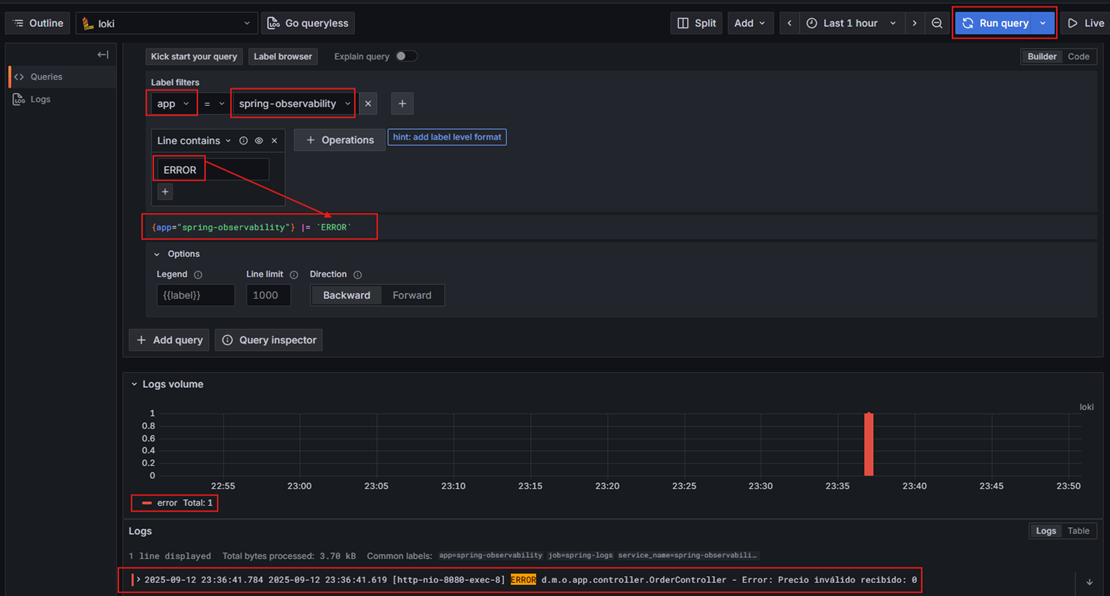 Outline loki Go queryless Split Add Last 1 hour Run query Live
Queries
Logs
Kick start your query Label browser Explain query Builder Code
Label filters
app = spring-observability
Line contains Operations hint: add label level format
ERROR
{app="spring-observability"} |= `ERROR`
Options
Legend Line limit Direction
{{label}} 1000 Backward Forward
Add query Query inspector
Logs volume
loki
1
0.8
0.6
0.4
0.2
0
22:55 23:00 23:05 23:10 23:15 23:20 23:25 23:30 23:35 23:40 23:45 23:50
error Total: 1
Logs Logs Table
1 line displayed Total bytes processed: 3.70 kB Common labels: app=spring-observability job=spring-logs service_name=spring-observabili…
2025-09-12 23:36:41.784 2025-09-12 23:36:41.619 [http-nio-8080-exec-8] ERROR d.m.o.app.controller.OrderController - Error: Precio inválido recibido: 0